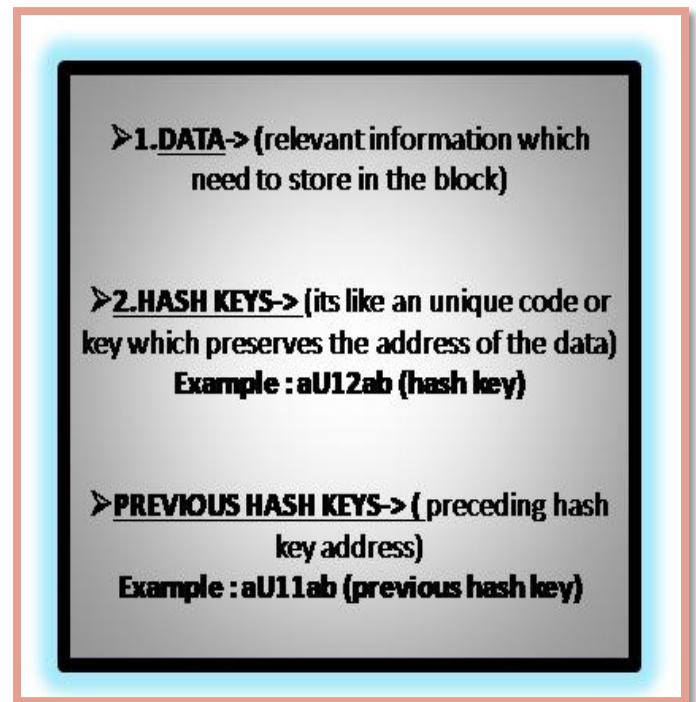 ➢1.DATA-> (relevant information which
need to store in the block)
➢2.HASH KEYS-> (its like an unique code or
key which preserves the address of the data)
Example : aU12ab (hash key)
➢PREVIOUS HASH KEYS-> ( preceding hash
key address)
Example : aU11ab (previous hash key)